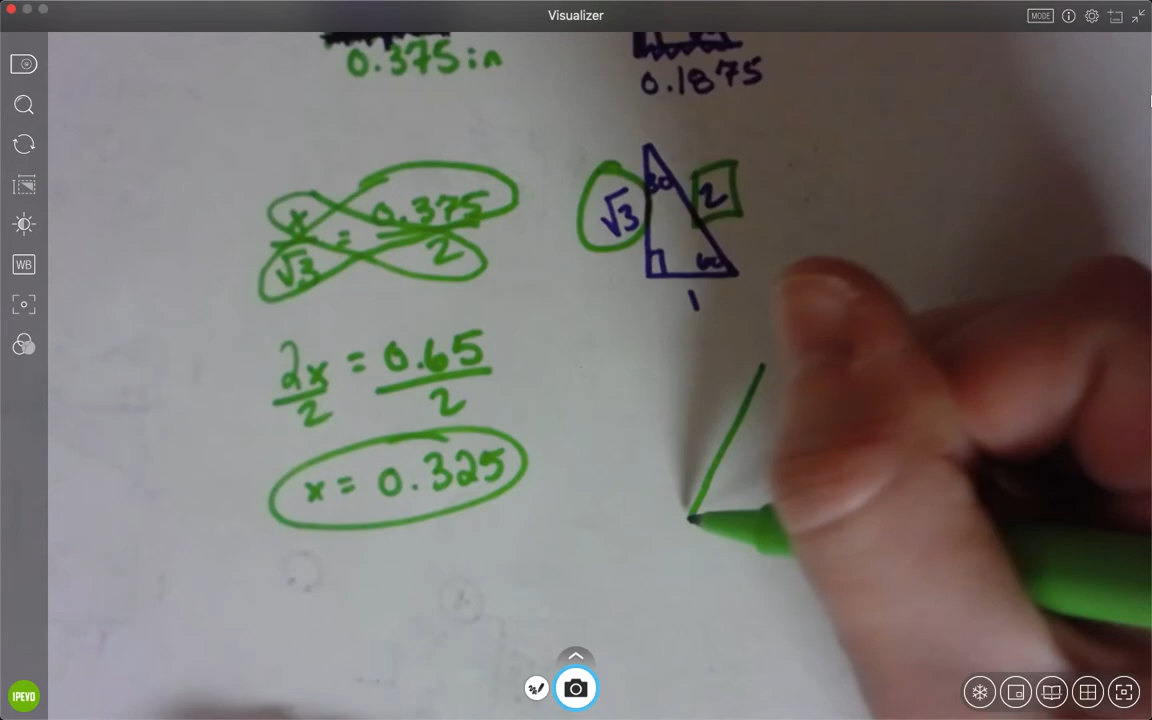 Visualizer
MODE
WB
0.375 in
0.1875
x/√3 = 0.375/2
30
√3
2
60
1
2x/2 = 0.65/2
x = 0.325
IPEVO